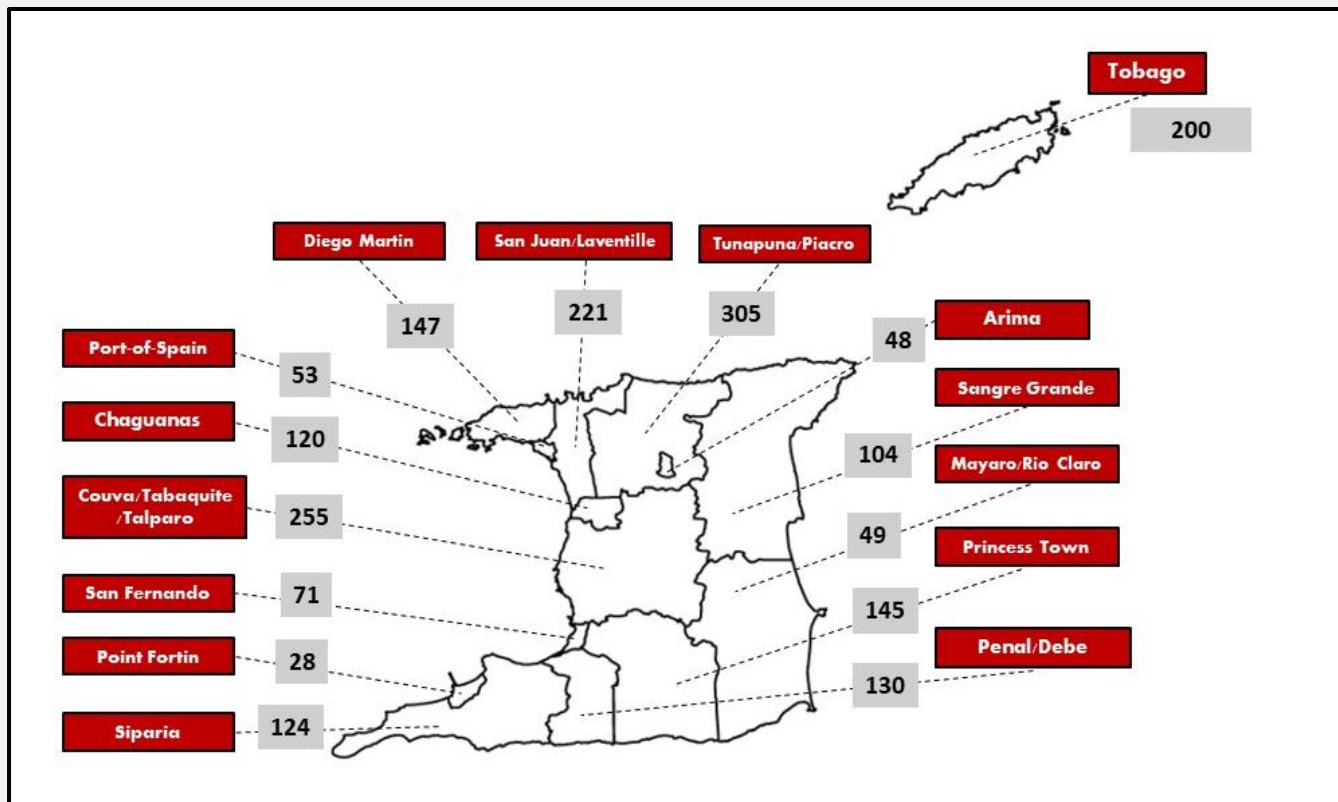 Tobago
200
Diego Martin
San Juan/Laventille
Tunapuna/Piacro
147
221
305
Arima
48
Port-of-Spain
53
Sangre Grande
104
Chaguanas
120
Mayaro/Rio Claro
49
Couva/Tabaquite
/Talparo
255
Princess Town
145
San Fernando
71
Penal/Debe
130
Point Fortin
28
Siparia
124